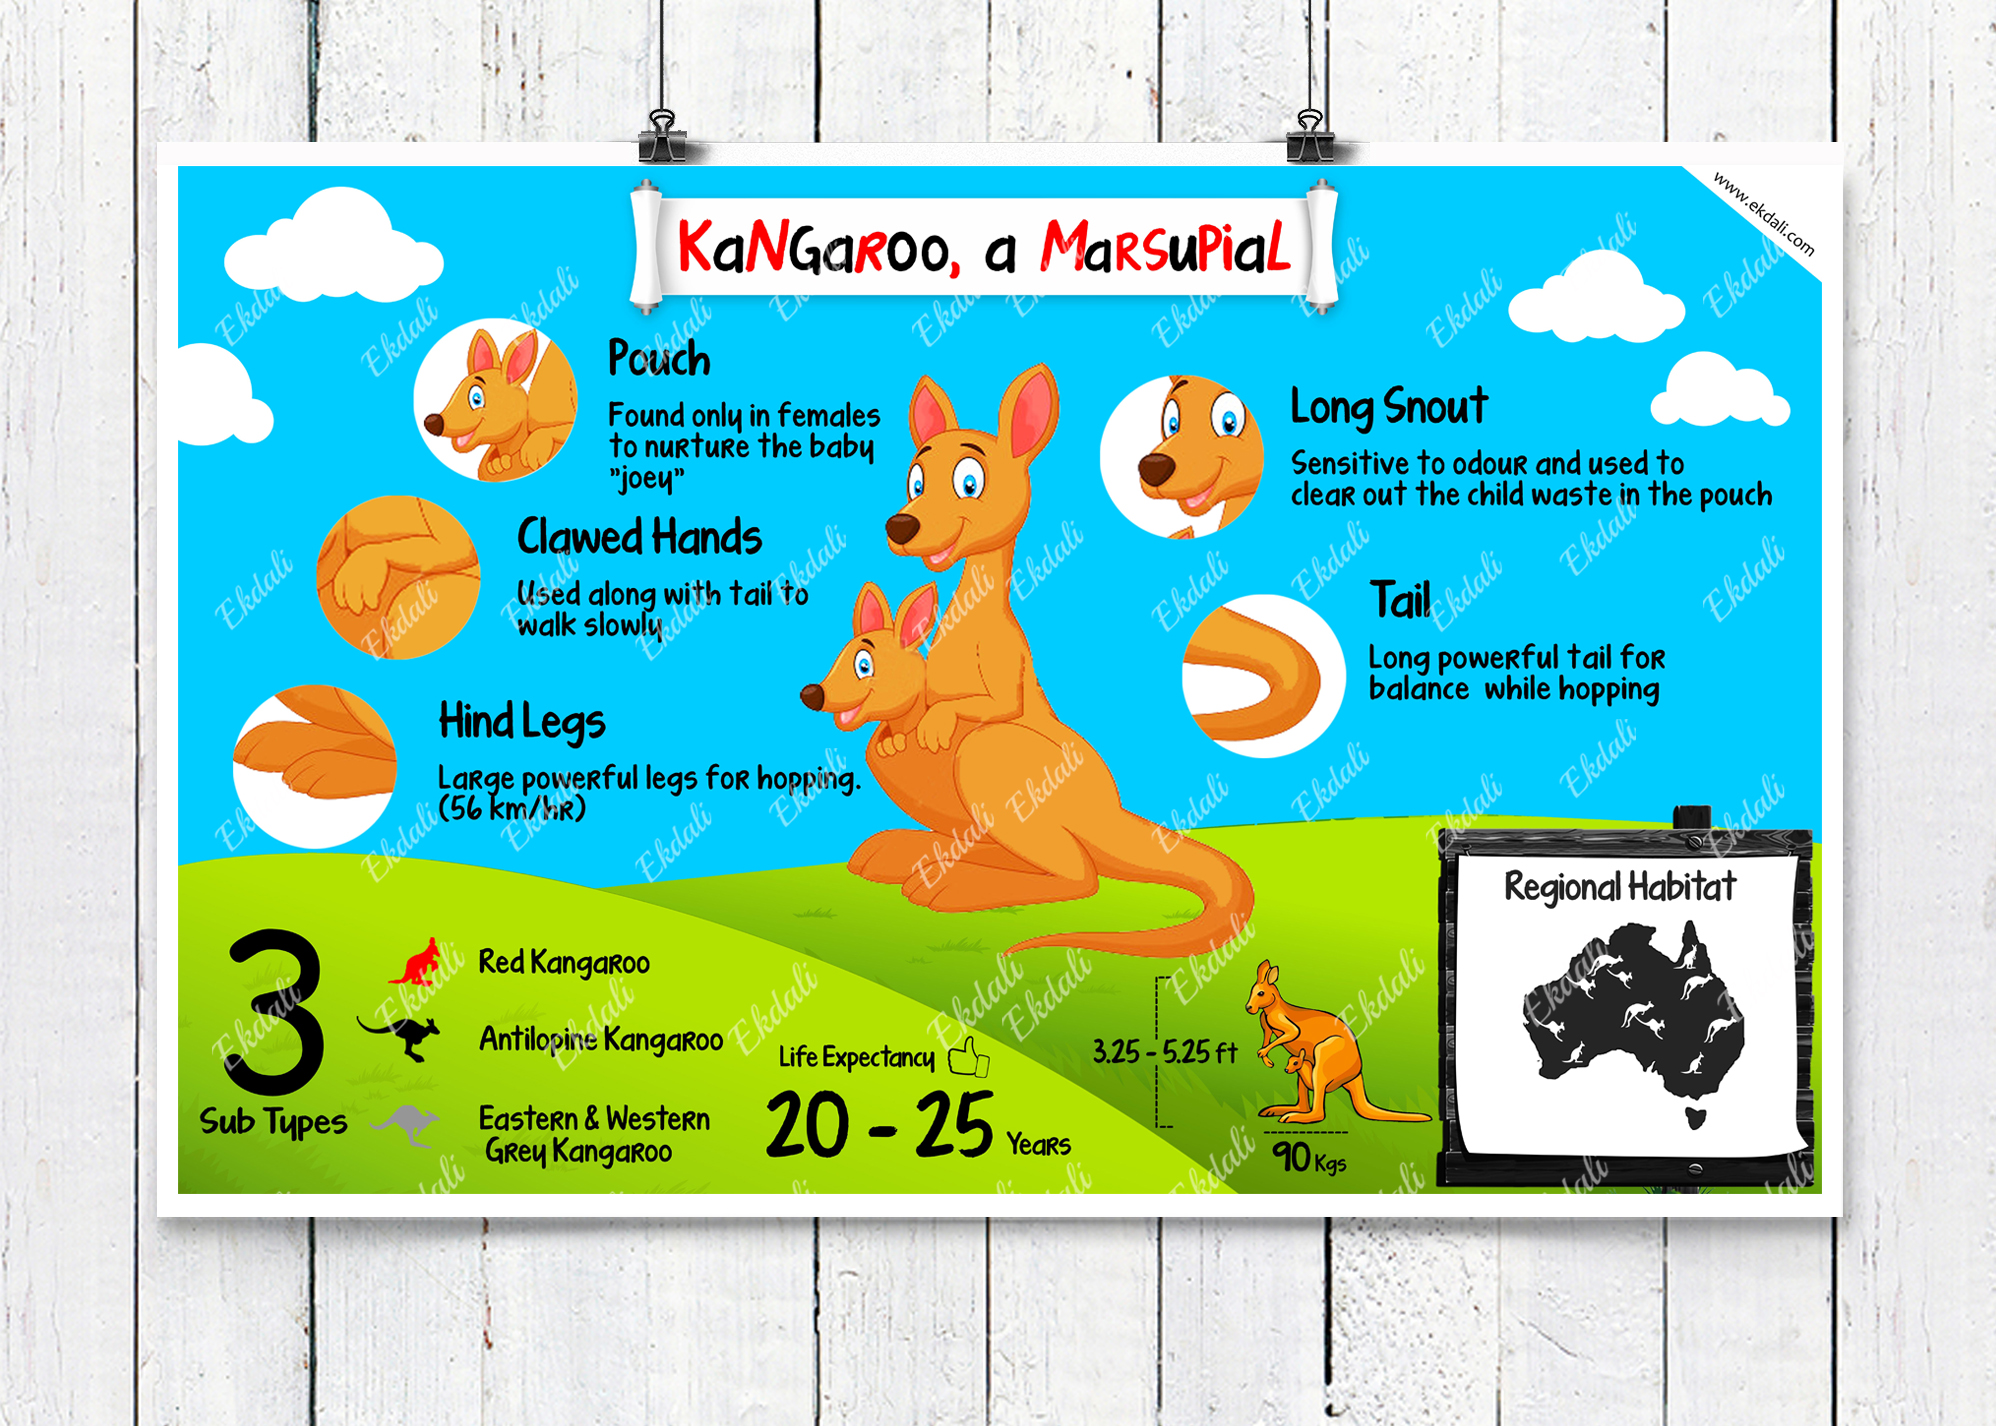 www.ekdali.com
KaNGaROO, a MaRSuPiaL
Pouch
Found only in females
to nurture the baby
"joey"
Clawed Hands
Used along with tail to
walk slowly
Hind Legs
Large powerful legs for hopping.
(56 km/hr)
Long Snout
Sensitive to odour and used to
clear out the child waste in the pouch
Tail
Long powerful tail for
balance while hopping
3
Sub Types
Red Kangaroo
Antilopine Kangaroo
Eastern & Western
Grey Kangaroo
Life Expectancy
20 - 25 Years
3.25 - 5.25 ft
90 Kgs
Regional Habitat
Ekdali